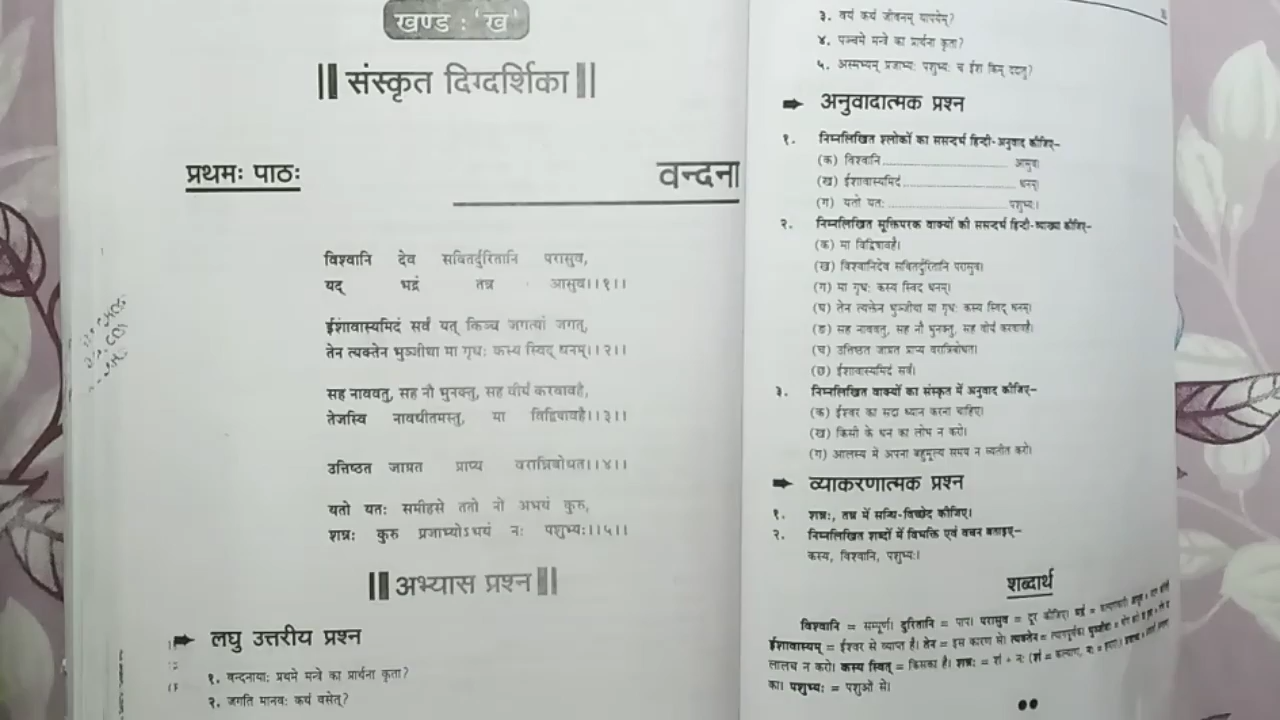 खण्ड : 'ख'
संस्कृत दिग्दर्शिका
प्रथमः पाठः
वन्दना
विश्वानि देव सवितर्दुरितानि परासुव,
यद् भद्रं तन्न आसुव।।१।।
ईशावास्यमिदं सर्वं यत् किञ्च जगत्यां जगत्,
तेन त्यक्तेन भुञ्जीथा मा गृधः कस्य स्विद् धनम्।।२।।
सह नाववतु, सह नौ भुनक्तु, सह वीर्यं करवावहै,
तेजस्वि नावधीतमस्तु, मा विद्विषावहै।।३।।
उत्तिष्ठत जाग्रत प्राप्य वरान्निबोधत।।४।।
यतो यतः समीहसे ततो नो अभयं कुरु,
शन्नः कुरु प्रजाभ्योऽभयं नः पशुभ्यः।।५।।
अभ्यास प्रश्न
लघु उत्तरीय प्रश्न
१. वन्दनायाः प्रथमे मन्त्रे का प्रार्थना कृता?
२. जगति मानवः कथं वसेत्?
३. वयं कथं जीवनम् यापयेम्?
४. पञ्चमे मन्त्रे का प्रार्थना कृता?
५. अस्मभ्यम् प्रजाभ्यः पशुभ्यः च ईश किम् ददातु?
अनुवादात्मक प्रश्न
१. निम्नलिखित श्लोकों का ससन्दर्भ हिन्दी-अनुवाद कीजिए–
(क) विश्वानि ........................ आसुव।
(ख) ईशावास्यमिदं ........................ धनम्।
(ग) यतो यतः ........................ पशुभ्यः।
२. निम्नलिखित सूक्तिपरक वाक्यों की ससन्दर्भ हिन्दी-व्याख्या कीजिए–
(क) मा विद्विषावहै।
(ख) विश्वानिदेव सवितर्दुरितानि परासुव।
(ग) मा गृधः कस्य स्विद् धनम्।
(घ) तेन त्यक्तेन भुञ्जीथा मा गृधः कस्य स्विद् धनम्।
(ङ) सह नाववतु, सह नौ भुनक्तु, सह वीर्यं करवावहै।
(च) उत्तिष्ठत जाग्रत प्राप्य वरान्निबोधत।
(छ) ईशावास्यमिदं सर्वं।
३. निम्नलिखित वाक्यों का संस्कृत में अनुवाद कीजिए–
(क) ईश्वर का सदा ध्यान करना चाहिए।
(ख) किसी के धन का लोभ न करो।
(ग) आलस्य में अपना बहुमूल्य समय न व्यतीत करो।
व्याकरणात्मक प्रश्न
१. शन्नः, तन्न में सन्धि-विच्छेद कीजिए।
२. निम्नलिखित शब्दों में विभक्ति एवं वचन बताइए–
कस्य, विश्वानि, पशुभ्यः।
शब्दार्थ
विश्वानि = सम्पूर्ण। दुरितानि = पाप। परासुव = दूर कीजिए। भद्रं = कल्याणकारी।
ईशावास्यम् = ईश्वर से व्याप्त है। तेन = इस कारण से। त्यक्तेन = त्यागपूर्वक।
लालच न करो। कस्य स्वित् = किसका है। शन्नः = शं + नः (शं = कल्याण, नः = हमारा)।
का। पशुभ्यः = पशुओं से।